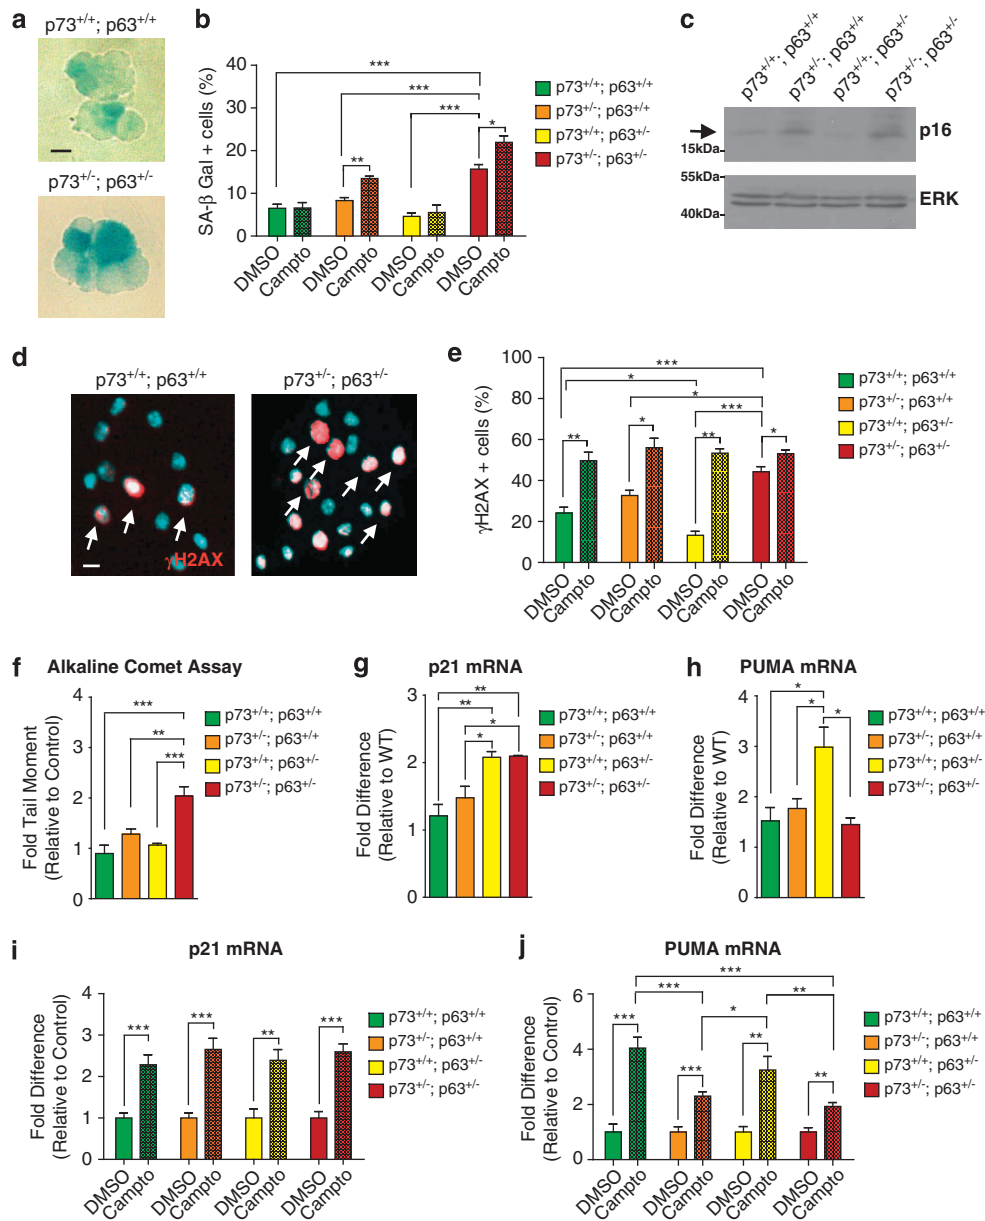 a
p73+/+; p63+/+
p73+/-; p63+/-
b
SA-β Gal + cells (%)
40
30
20
10
0
***
***
***
**
*
DMSO
Campto
DMSO
Campto
DMSO
Campto
DMSO
Campto
p73+/+; p63+/+
p73+/-; p63+/+
p73+/+; p63+/-
p73+/-; p63+/-
c
p73+/+; p63+/+
p73+/-; p63+/+
p73+/+; p63+/-
p73+/-; p63+/-
p16
15kDa
55kDa
ERK
40kDa
d
p73+/+; p63+/+
p73+/-; p63+/-
γH2AX
e
γH2AX + cells (%)
100
80
60
40
20
0
***
*
*
***
**
*
**
*
DMSO
Campto
DMSO
Campto
DMSO
Campto
DMSO
Campto
p73+/+; p63+/+
p73+/-; p63+/+
p73+/+; p63+/-
p73+/-; p63+/-
f
Alkaline Comet Assay
Fold Tail Moment
(Relative to Control)
4
3
2
1
0
***
**
***
p73+/+; p63+/+
p73+/-; p63+/+
p73+/+; p63+/-
p73+/-; p63+/-
g
p21 mRNA
Fold Difference
(Relative to WT)
3
2
1
0
**
**
*
*
p73+/+; p63+/+
p73+/-; p63+/+
p73+/+; p63+/-
p73+/-; p63+/-
h
PUMA mRNA
Fold Difference
(Relative to WT)
4
3
2
1
0
*
*
*
p73+/+; p63+/+
p73+/-; p63+/+
p73+/+; p63+/-
p73+/-; p63+/-
i
p21 mRNA
Fold Difference
(Relative to Control)
4
3
2
1
0
***
***
**
***
DMSO
Campto
DMSO
Campto
DMSO
Campto
DMSO
Campto
p73+/+; p63+/+
p73+/-; p63+/+
p73+/+; p63+/-
p73+/-; p63+/-
j
PUMA mRNA
Fold Difference
(Relative to Control)
6
4
2
0
***
***
**
*
***
***
**
**
DMSO
Campto
DMSO
Campto
DMSO
Campto
DMSO
Campto
p73+/+; p63+/+
p73+/-; p63+/+
p73+/+; p63+/-
p73+/-; p63+/-